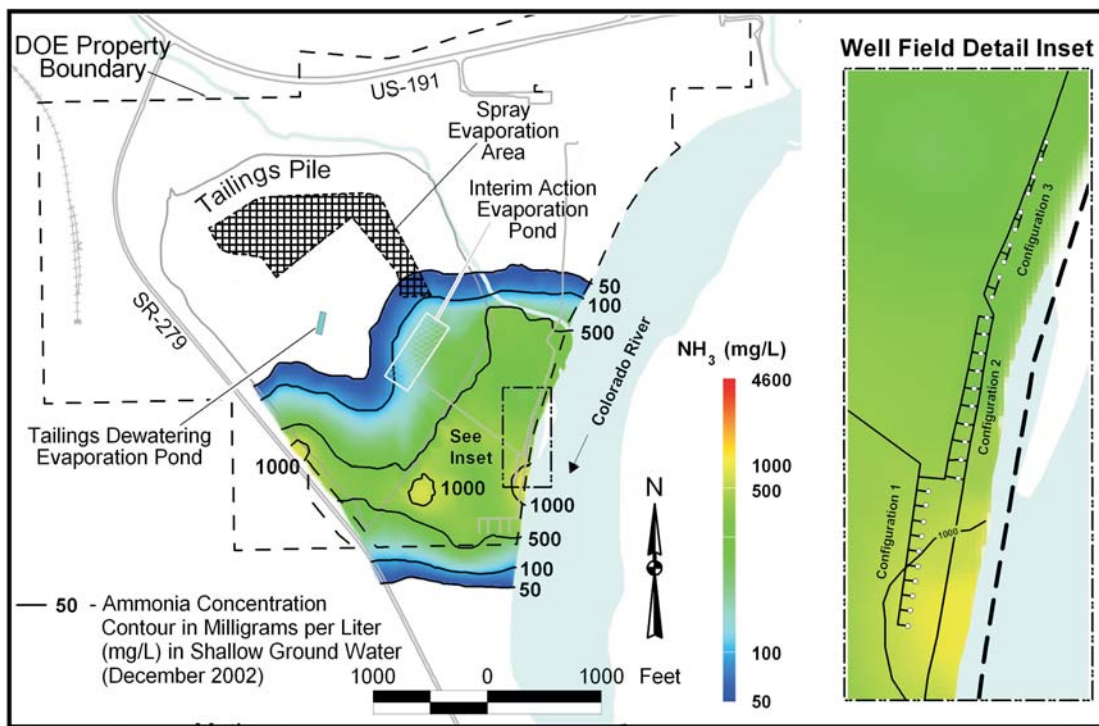 DOE Property
Boundary
US-191
Spray
Evaporation
Area
Tailings Pile
Interim Action
Evaporation
Pond
SR-279
Tailings Dewatering
Evaporation Pond
50
100
500
Colorado River
See
Inset
1000
1000
1000
500
100
50
NH3 (mg/L)
4600
1000
500
100
50
N
50 - Ammonia Concentration
Contour in Milligrams per Liter
(mg/L) in Shallow Ground Water
(December 2002)
1000 0 1000
Feet
Well Field Detail Inset
Configuration 3
Configuration 2
Configuration 1
1000